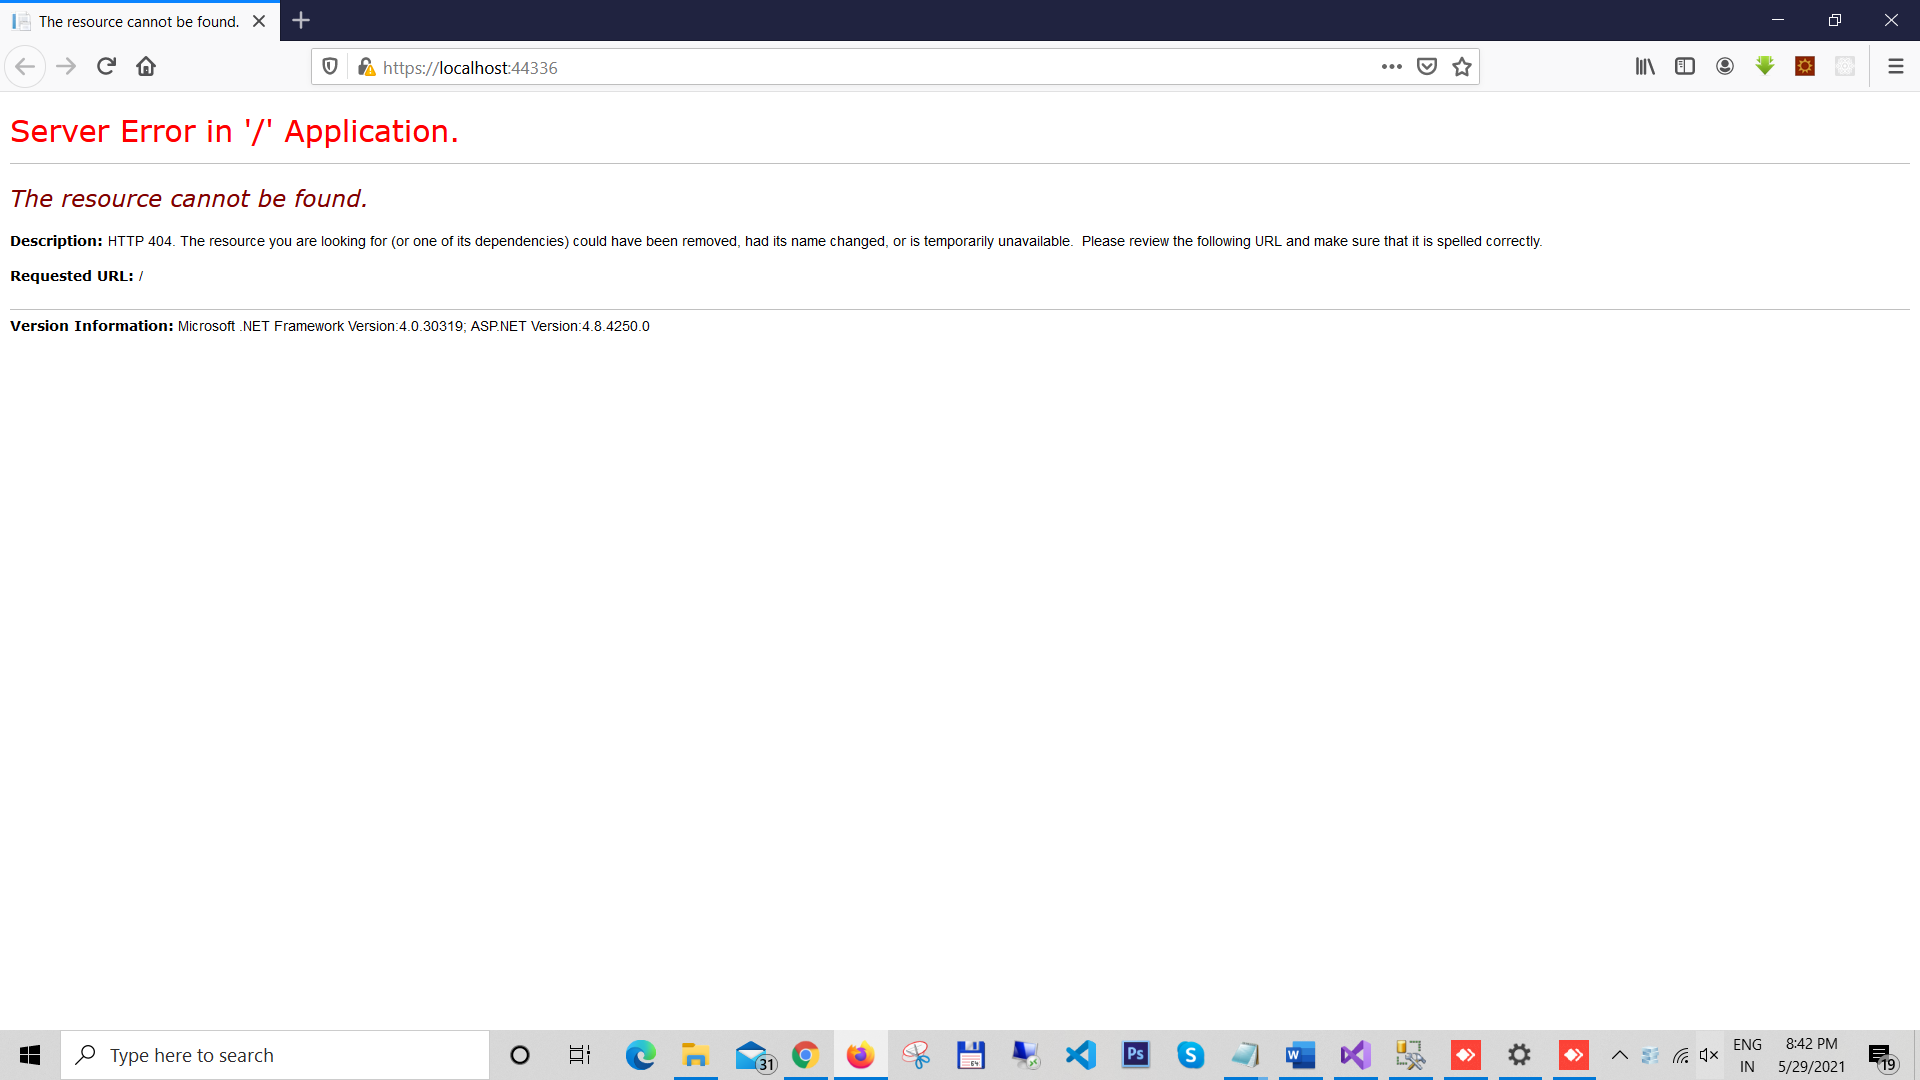 The resource cannot be found.
https://localhost:44336
Server Error in '/' Application.
The resource cannot be found.
Description: HTTP 404. The resource you are looking for (or one of its dependencies) could have been removed, had its name changed, or is temporarily unavailable.  Please review the following URL and make sure that it is spelled correctly.
Requested URL: /
Version Information: Microsoft .NET Framework Version:4.0.30319; ASP.NET Version:4.8.4250.0
Type here to search
31
64
Ps
S
W
ENG
IN
8:42 PM
5/29/2021
19